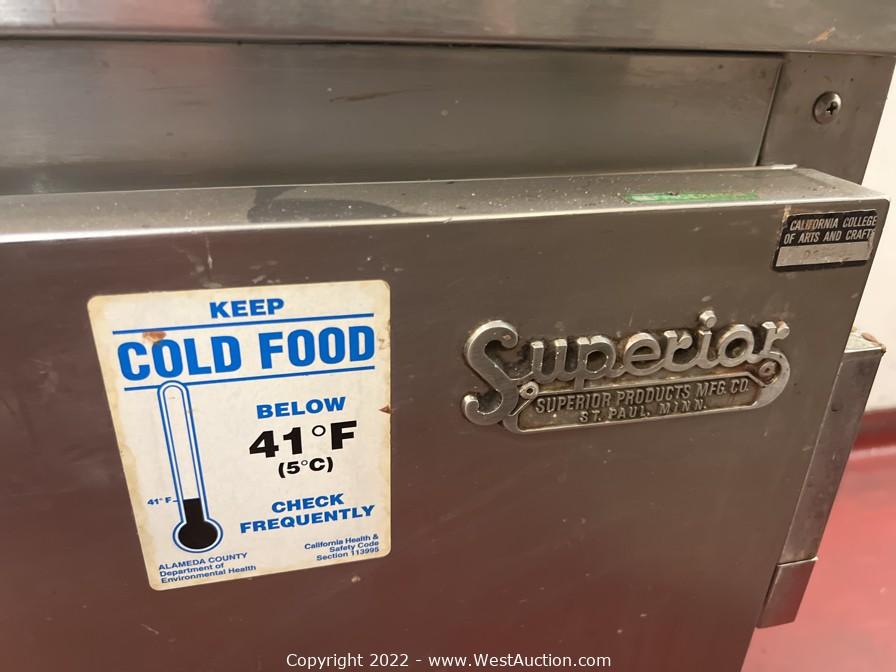 CALIFORNIA COLLEGE
OF ARTS AND CRAFTS
KEEP
COLD FOOD
BELOW
41°F
(5°C)
41°F
CHECK
FREQUENTLY
ALAMEDA COUNTY
Department of
Environmental Health
California Health &
Safety Code
Section 113995
Superior
SUPERIOR PRODUCTS MFG. CO.
ST. PAUL, MINN.
Copyright 2022 - www.WestAuction.com